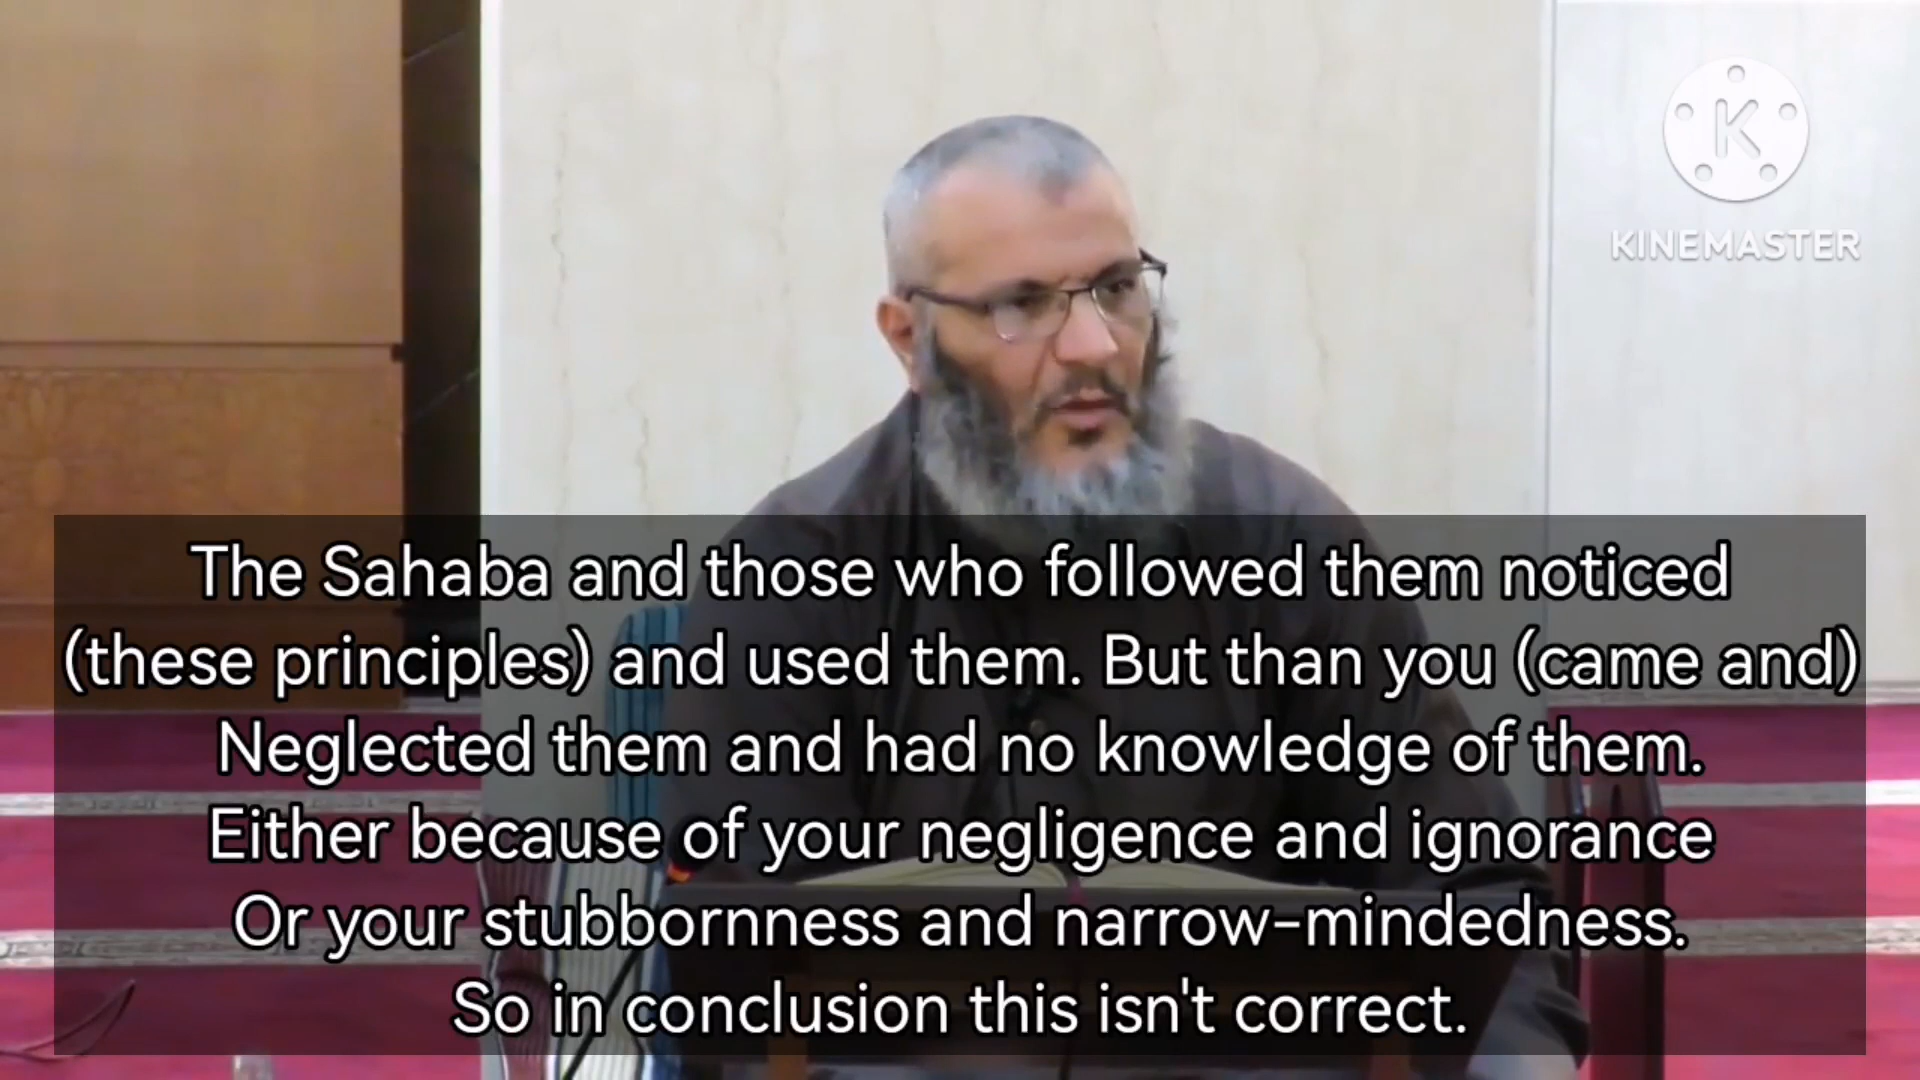 K
KINEMASTER
The Sahaba and those who followed them noticed
(these principles) and used them. But than you (came and)
Neglected them and had no knowledge of them.
Either because of your negligence and ignorance
Or your stubbornness and narrow-mindedness.
So in conclusion this isn't correct.